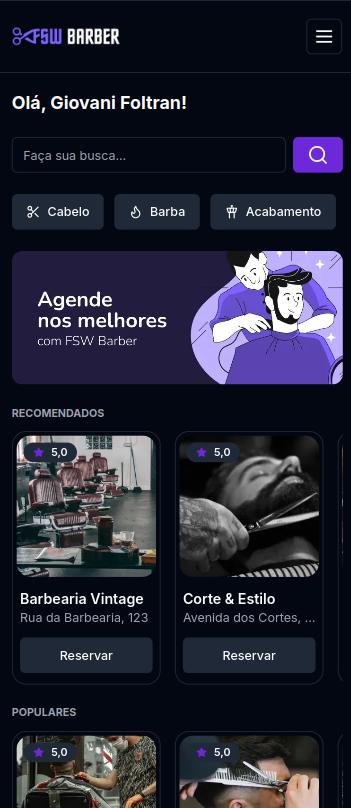 FSW BARBER
Olá, Giovani Foltran!
Faça sua busca...
Cabelo
Barba
Acabamento
Agende
nos melhores
com FSW Barber
RECOMENDADOS
5,0
5,0
Barbearia Vintage
Corte & Estilo
Rua da Barbearia, 123
Avenida dos Cortes, ...
Reservar
Reservar
POPULARES
5,0
5,0